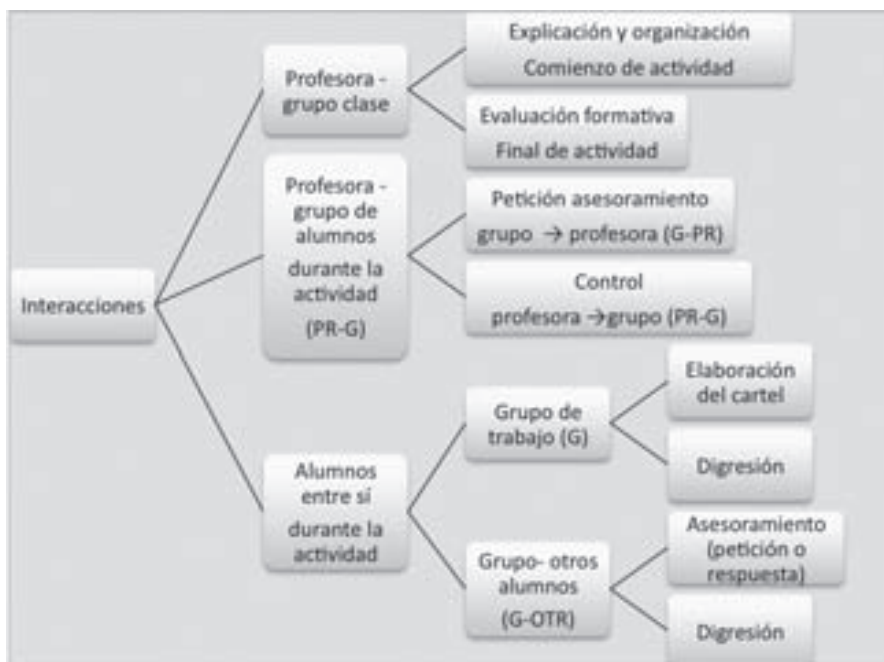 Interacciones
Profesora -
grupo clase
Explicación y organización
Comienzo de actividad
Evaluación formativa
Final de actividad
Profesora -
grupo de
alumnos
durante la
actividad
(PR-G)
Petición asesoramiento
grupo → profesora (G-PR)
Control
profesora →grupo (PR-G)
Alumnos
entre sí
durante la
actividad
Grupo de
trabajo (G)
Elaboración
del cartel
Digresión
Grupo- otros
alumnos
(G-OTR)
Asesoramiento
(petición o
respuesta)
Digresión